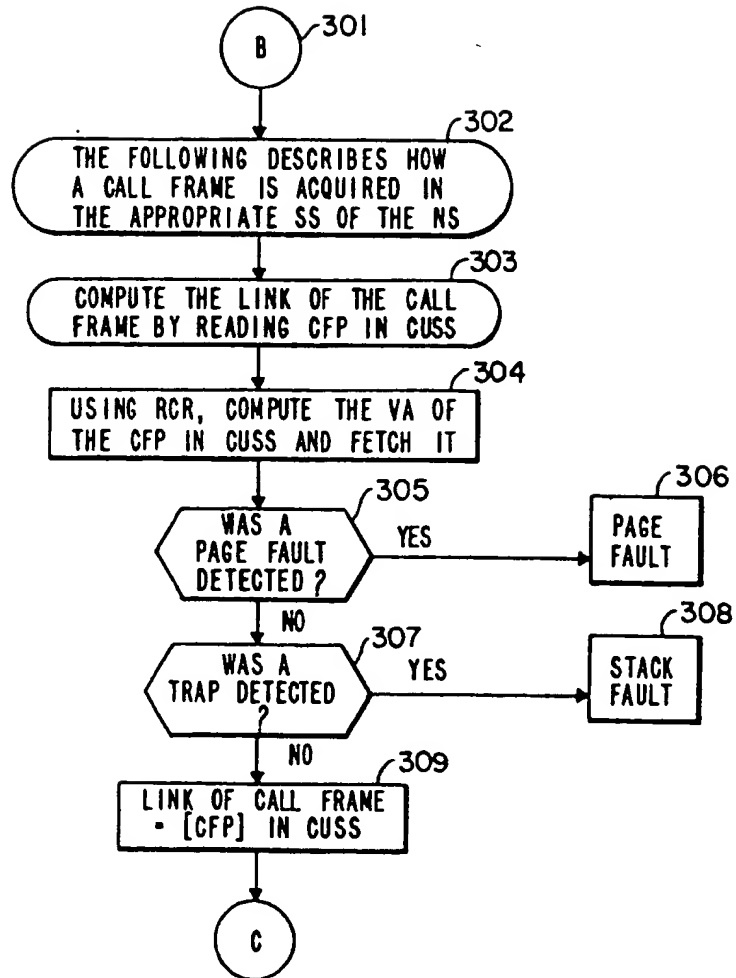 B
301
302
THE FOLLOWING DESCRIBES HOW
A CALL FRAME IS ACQUIRED IN
THE APPROPRIATE SS OF THE NS
303
COMPUTE THE LINK OF THE CALL
FRAME BY READING CFP IN CUSS
304
USING RCR, COMPUTE THE VA OF
THE CFP IN CUSS AND FETCH IT
305
WAS A
PAGE FAULT
DETECTED ?
YES
306
PAGE
FAULT
NO
307
WAS A
TRAP DETECTED
?
YES
308
STACK
FAULT
NO
309
LINK OF CALL FRAME
= [CFP] IN CUSS
C